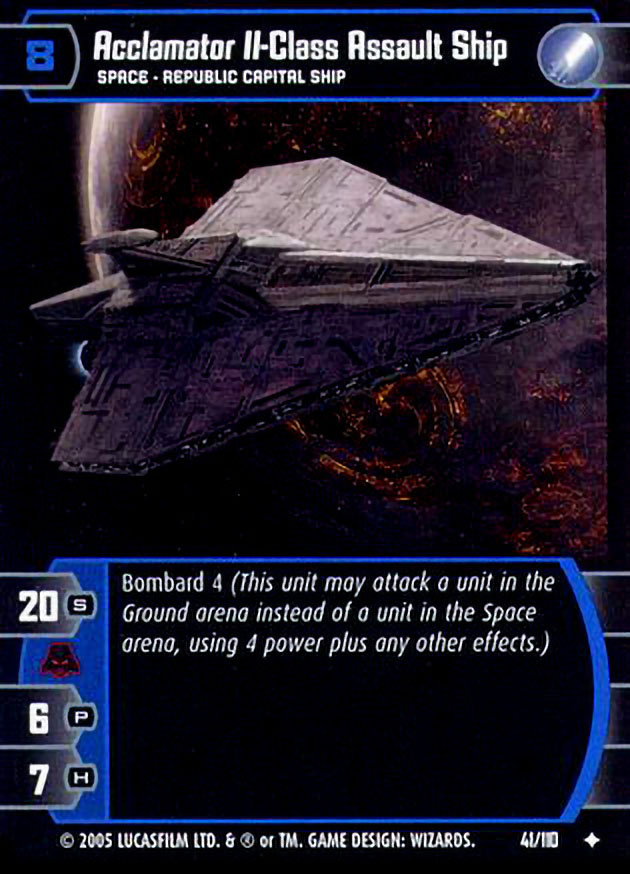 8
Acclamator II-Class Assault Ship
SPACE - REPUBLIC CAPITAL SHIP
Bombard 4 (This unit may attack a unit in the
Ground arena instead of a unit in the Space
arena, using 4 power plus any other effects.)
20 S
6 P
7 H
© 2005 LUCASFILM LTD. & ® or TM. GAME DESIGN: WIZARDS.
41/110